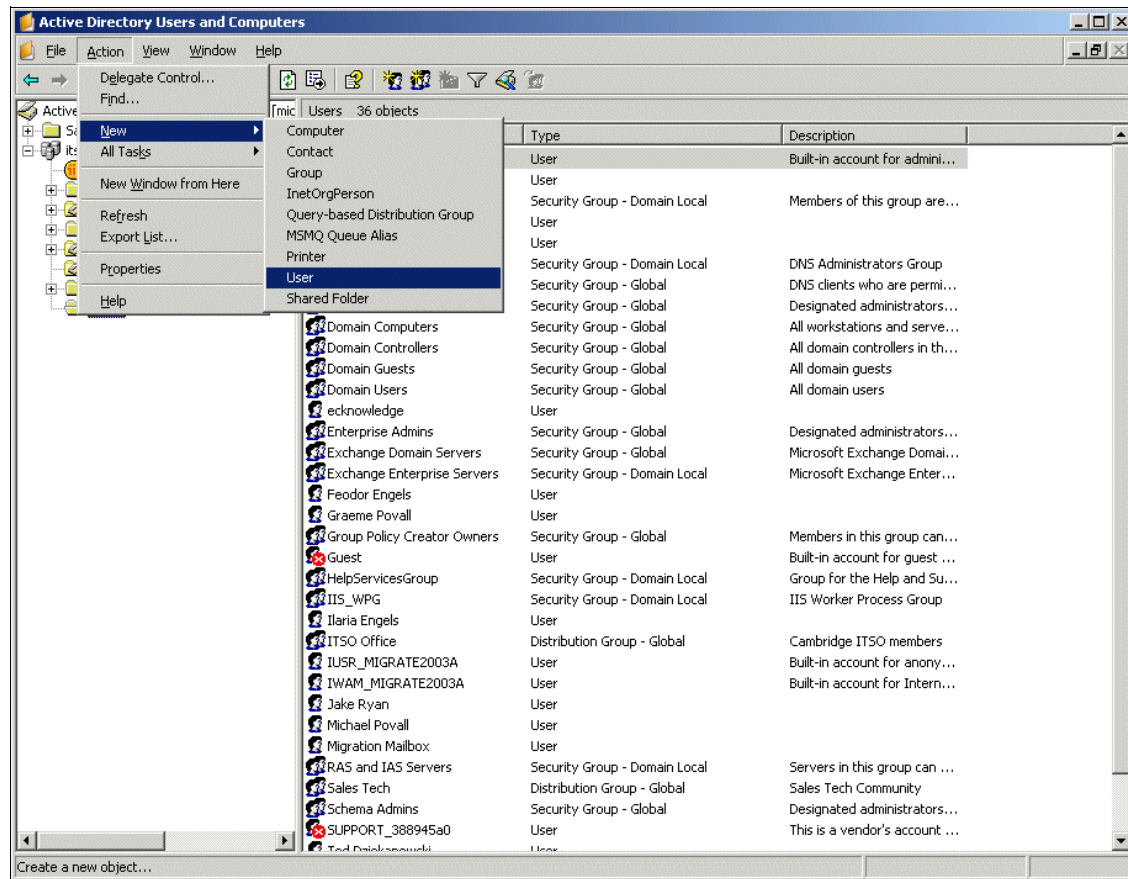 Active Directory Users and Computers
File Action View Window Help
Delegate Control...
Find...
New
All Tasks
New Window from Here
Refresh
Export List...
Properties
Help
Computer
Contact
Group
InetOrgPerson
Query-based Distribution Group
MSMQ Queue Alias
Printer
User
Shared Folder
Active
[mic
Users 36 objects
Type Description
User Built-in account for admini...
User
Security Group - Domain Local Members of this group are...
User
User
Security Group - Domain Local DNS Administrators Group
Security Group - Global DNS clients who are permi...
Security Group - Global Designated administrators...
Domain Computers Security Group - Global All workstations and serve...
Domain Controllers Security Group - Global All domain controllers in th...
Domain Guests Security Group - Global All domain guests
Domain Users Security Group - Global All domain users
ecknowledge User
Enterprise Admins Security Group - Global Designated administrators...
Exchange Domain Servers Security Group - Global Microsoft Exchange Domai...
Exchange Enterprise Servers Security Group - Domain Local Microsoft Exchange Enter...
Feodor Engels User
Graeme Povall User
Group Policy Creator Owners Security Group - Global Members in this group can...
Guest User Built-in account for guest ...
HelpServicesGroup Security Group - Domain Local Group for the Help and Su...
IIS_WPG Security Group - Domain Local IIS Worker Process Group
Ilaria Engels User
ITSO Office Distribution Group - Global Cambridge ITSO members
IUSR_MIGRATE2003A User Built-in account for anony...
IWAM_MIGRATE2003A User Built-in account for Intern...
Jake Ryan User
Michael Povall User
Migration Mailbox User
RAS and IAS Servers Security Group - Domain Local Servers in this group can ...
Sales Tech Distribution Group - Global Sales Tech Community
Schema Admins Security Group - Global Designated administrators...
SUPPORT_388945a0 User This is a vendor's account ...
Create a new object...